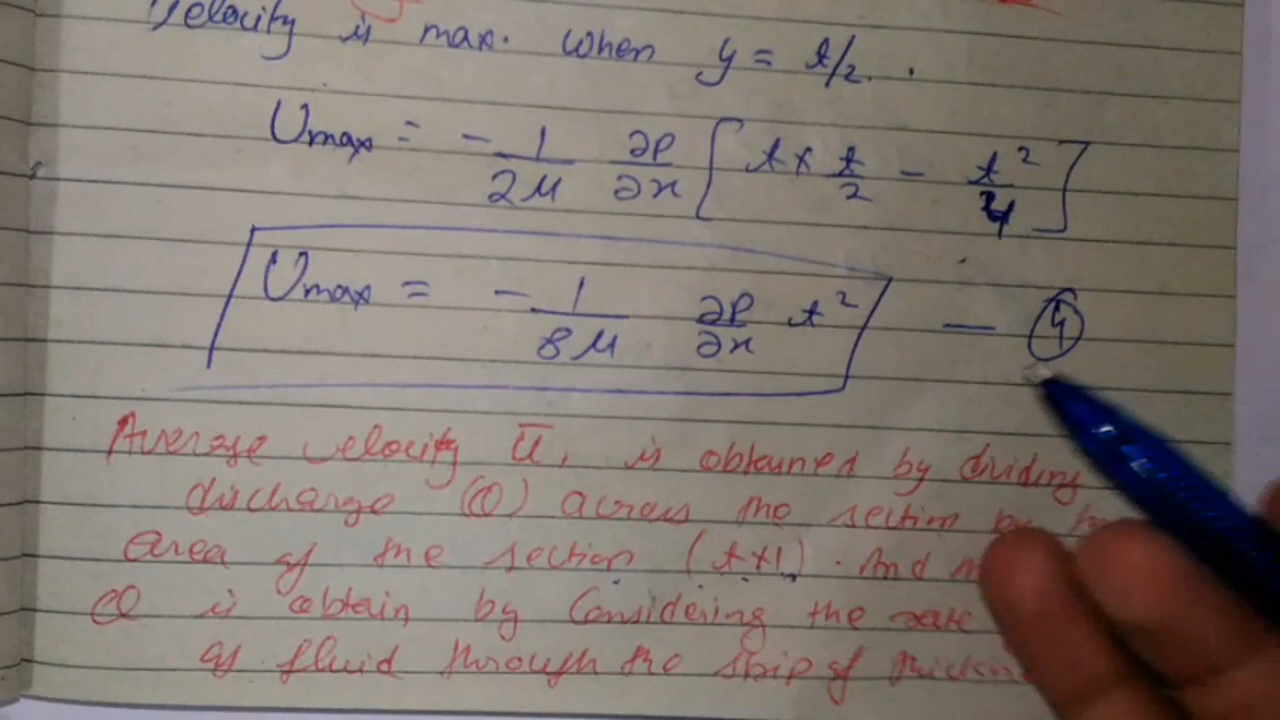 Velocity is max. when y = t/2.
Umax = - 1/2μ ∂P/∂x [ t × t/2 - t²/4 ]
Umax = - 1/8μ ∂P/∂x t² — ④
Average velocity ū, is obtained by dividing
discharge (Q) across the section by
area of the section (t×1). And
Q is obtain by Considering the rate
of fluid through the strip of